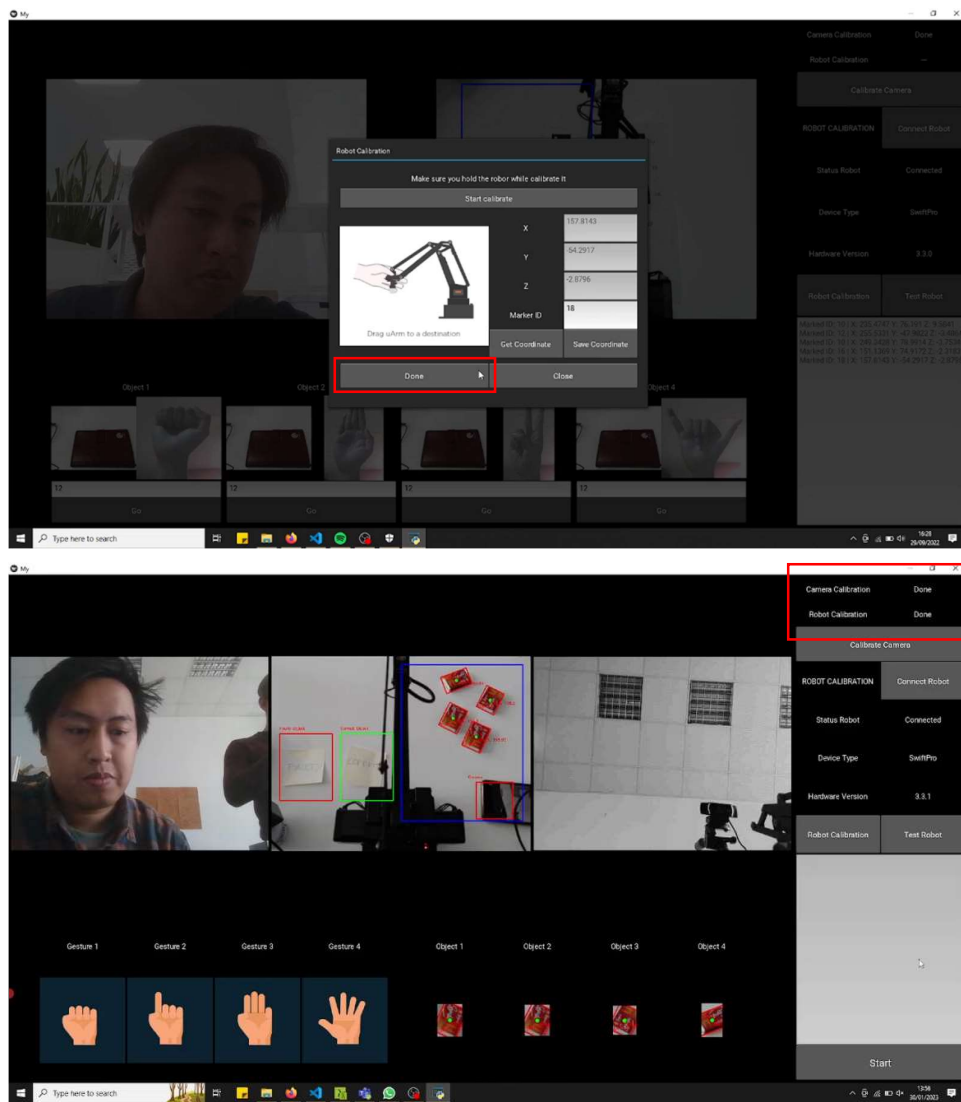 My
Camera Calibration Done
Robot Calibration —
Calibrate Camera
ROBOT CALIBRATION Connect Robot
Status Robot Connected
Device Type SwiftPro
Hardware Version 3.3.0
Robot Calibration Test Robot
Robot Calibration
Make sure you hold the robor while calibrate it
Start calibrate
X 157.8143
Y -54.2917
Z -2.8796
Marker ID 18
Drag uArm to a destination
Get Coordinate Save Coordinate
Done Close
Object 1 Object 2 Object 4
12 12 12 12
Go Go Go Go
Type here to search
16:28
29/09/2022
My
Camera Calibration Done
Robot Calibration Done
Calibrate Camera
ROBOT CALIBRATION Connect Robot
Status Robot Connected
Device Type SwiftPro
Hardware Version 3.3.1
Robot Calibration Test Robot
Gesture 1 Gesture 2 Gesture 3 Gesture 4 Object 1 Object 2 Object 3 Object 4
Start
Type here to search
13:56
30/01/2023